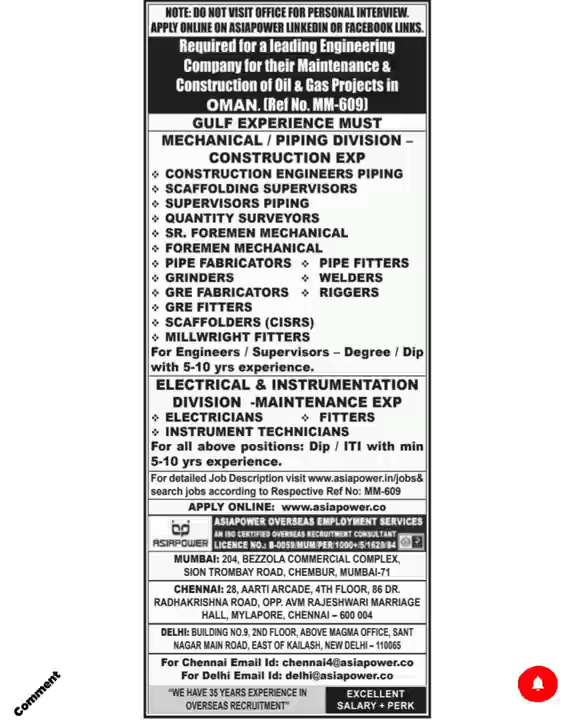 NOTE: DO NOT VISIT OFFICE FOR PERSONAL INTERVIEW.
APPLY ONLINE ON ASIAPOWER LINKEDIN OR FACEBOOK LINKS.
Required for a leading Engineering
Company for their Maintenance &
Construction of Oil & Gas Projects in
OMAN. (Ref No. MM-609)
GULF EXPERIENCE MUST
MECHANICAL / PIPING DIVISION –
CONSTRUCTION EXP
❖ CONSTRUCTION ENGINEERS PIPING
❖ SCAFFOLDING SUPERVISORS
❖ SUPERVISORS PIPING
❖ QUANTITY SURVEYORS
❖ SR. FOREMEN MECHANICAL
❖ FOREMEN MECHANICAL
❖ PIPE FABRICATORS ❖ PIPE FITTERS
❖ GRINDERS ❖ WELDERS
❖ GRE FABRICATORS ❖ RIGGERS
❖ GRE FITTERS
❖ SCAFFOLDERS (CISRS)
❖ MILLWRIGHT FITTERS
For Engineers / Supervisors – Degree / Dip
with 5-10 yrs experience.
ELECTRICAL & INSTRUMENTATION
DIVISION -MAINTENANCE EXP
❖ ELECTRICIANS ❖ FITTERS
❖ INSTRUMENT TECHNICIANS
For all above positions: Dip / ITI with min
5-10 yrs experience.
For detailed Job Description visit www.asiapower.in/jobs&
search jobs according to Respective Ref No: MM-609
APPLY ONLINE: www.asiapower.co
ASIAPOWER
ASIAPOWER OVERSEAS EMPLOYMENT SERVICES
AN ISO CERTIFIED OVERSEAS RECRUITMENT CONSULTANT
LICENCE NO.: B-0059/MUM/PER/1000+/5/1620/84
MUMBAI: 204, BEZZOLA COMMERCIAL COMPLEX,
SION TROMBAY ROAD, CHEMBUR, MUMBAI-71
CHENNAI: 28, AARTI ARCADE, 4TH FLOOR, 86 DR.
RADHAKRISHNA ROAD, OPP. AVM RAJESHWARI MARRIAGE
HALL, MYLAPORE, CHENNAI – 600 004
DELHI: BUILDING NO.9, 2ND FLOOR, ABOVE MAGMA OFFICE, SANT
NAGAR MAIN ROAD, EAST OF KAILASH, NEW DELHI – 110065
For Chennai Email Id: chennai4@asiapower.co
For Delhi Email Id: delhi@asiapower.co
"WE HAVE 35 YEARS EXPERIENCE IN
OVERSEAS RECRUITMENT"
EXCELLENT
SALARY + PERK
Comment